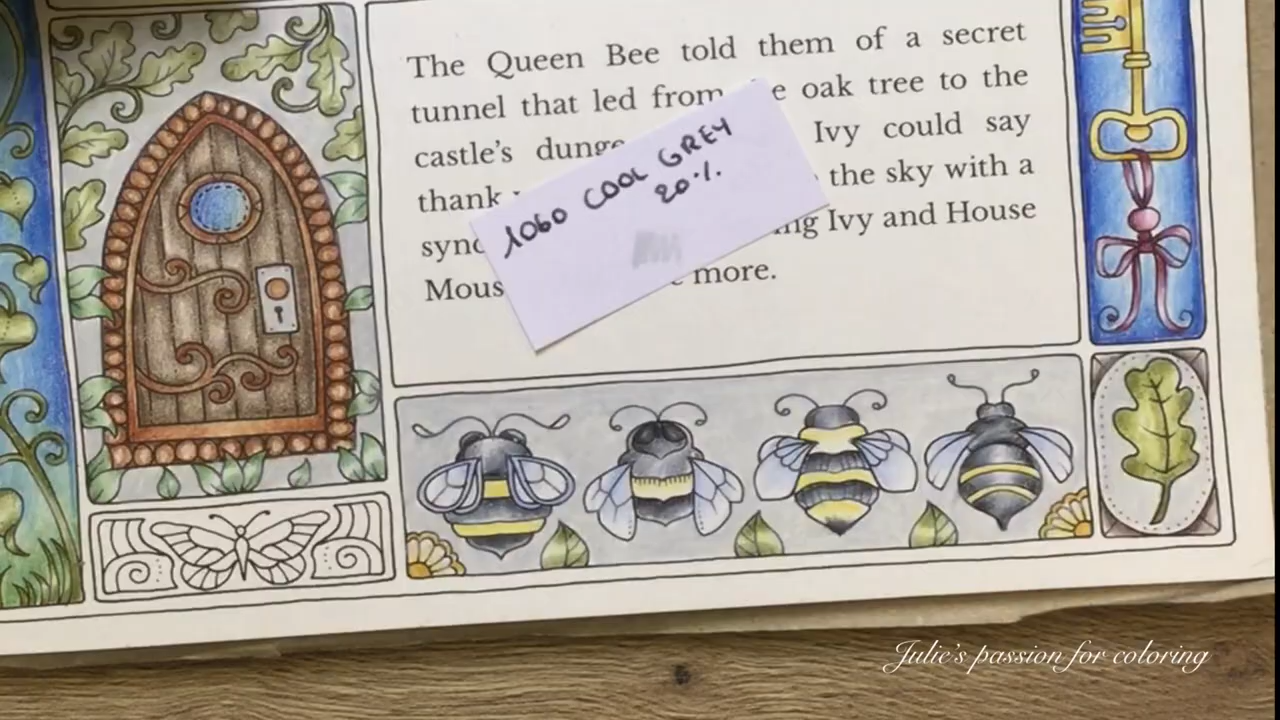 The Queen Bee told them of a secret
tunnel that led from e oak tree to the
castle's dunge Ivy could say
thank the sky with a
sync ing Ivy and House
Mous more.
1060 COOL GREY
20%
Julie's passion for coloring